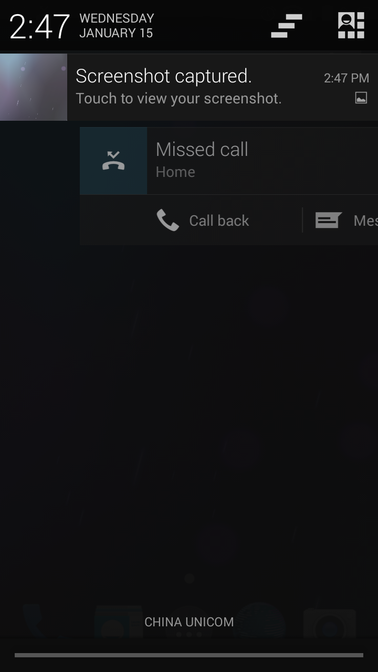 2:47
WEDNESDAY
JANUARY 15
Screenshot captured.
2:47 PM
Touch to view your screenshot.
Missed call
Home
Call back
Mes
CHINA UNICOM